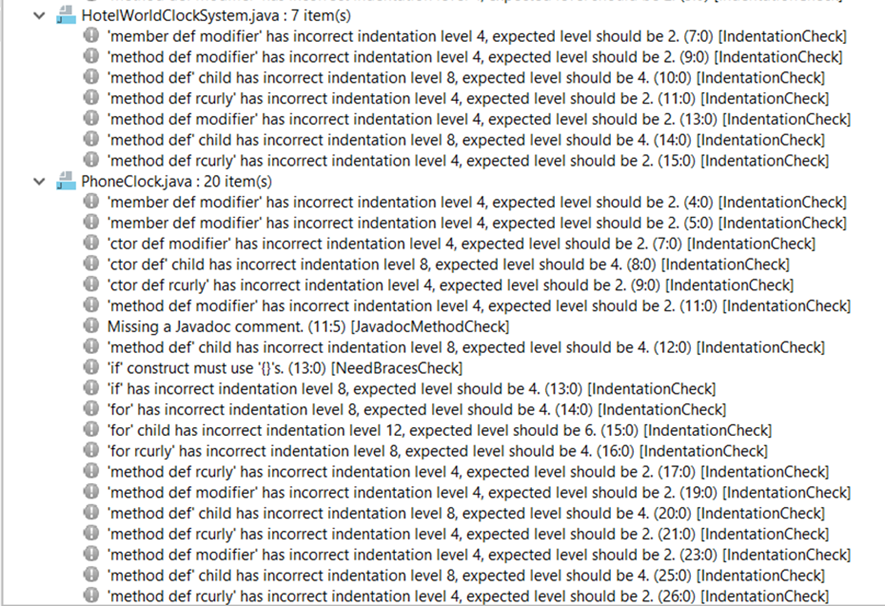 HotelWorldClockSystem.java : 7 item(s)
'member def modifier' has incorrect indentation level 4, expected level should be 2. (7:0) [IndentationCheck]
'method def modifier' has incorrect indentation level 4, expected level should be 2. (9:0) [IndentationCheck]
'method def' child has incorrect indentation level 8, expected level should be 4. (10:0) [IndentationCheck]
'method def rcurly' has incorrect indentation level 4, expected level should be 2. (11:0) [IndentationCheck]
'method def modifier' has incorrect indentation level 4, expected level should be 2. (13:0) [IndentationCheck]
'method def' child has incorrect indentation level 8, expected level should be 4. (14:0) [IndentationCheck]
'method def rcurly' has incorrect indentation level 4, expected level should be 2. (15:0) [IndentationCheck]
PhoneClock.java : 20 item(s)
'member def modifier' has incorrect indentation level 4, expected level should be 2. (4:0) [IndentationCheck]
'member def modifier' has incorrect indentation level 4, expected level should be 2. (5:0) [IndentationCheck]
'ctor def modifier' has incorrect indentation level 4, expected level should be 2. (7:0) [IndentationCheck]
'ctor def' child has incorrect indentation level 8, expected level should be 4. (8:0) [IndentationCheck]
'ctor def rcurly' has incorrect indentation level 4, expected level should be 2. (9:0) [IndentationCheck]
'method def modifier' has incorrect indentation level 4, expected level should be 2. (11:0) [IndentationCheck]
Missing a Javadoc comment. (11:5) [JavadocMethodCheck]
'method def' child has incorrect indentation level 8, expected level should be 4. (12:0) [IndentationCheck]
'if' construct must use '{}'s. (13:0) [NeedBracesCheck]
'if' has incorrect indentation level 8, expected level should be 4. (13:0) [IndentationCheck]
'for' has incorrect indentation level 8, expected level should be 4. (14:0) [IndentationCheck]
'for' child has incorrect indentation level 12, expected level should be 6. (15:0) [IndentationCheck]
'for rcurly' has incorrect indentation level 8, expected level should be 4. (16:0) [IndentationCheck]
'method def rcurly' has incorrect indentation level 4, expected level should be 2. (17:0) [IndentationCheck]
'method def modifier' has incorrect indentation level 4, expected level should be 2. (19:0) [IndentationCheck]
'method def' child has incorrect indentation level 8, expected level should be 4. (20:0) [IndentationCheck]
'method def rcurly' has incorrect indentation level 4, expected level should be 2. (21:0) [IndentationCheck]
'method def modifier' has incorrect indentation level 4, expected level should be 2. (23:0) [IndentationCheck]
'method def' child has incorrect indentation level 8, expected level should be 4. (25:0) [IndentationCheck]
'method def rcurly' has incorrect indentation level 4, expected level should be 2. (26:0) [IndentationCheck]